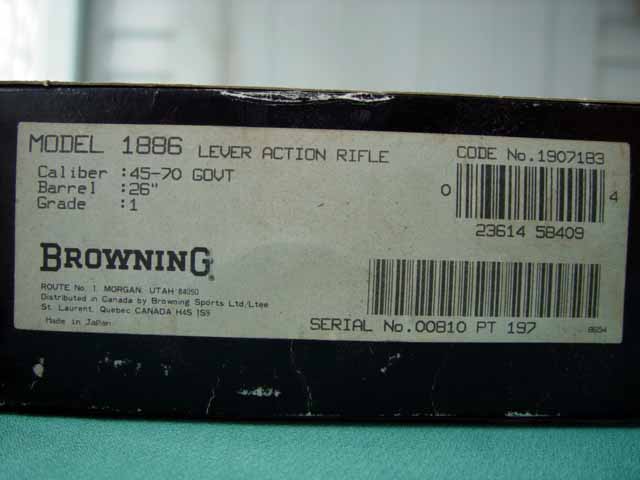 MODEL 1886 LEVER ACTION RIFLE
Caliber :45-70 GOVT
Barrel :26"
Grade :1
CODE No.1907183
0 4
23614 58409
BROWNING®
ROUTE No. 1, MORGAN, UTAH 84050
Distributed in Canada by Browning Sports Ltd/Ltee
St. Laurent, Quebec CANADA H4S 1S9
Made in Japan
SERIAL No.00810 PT 197